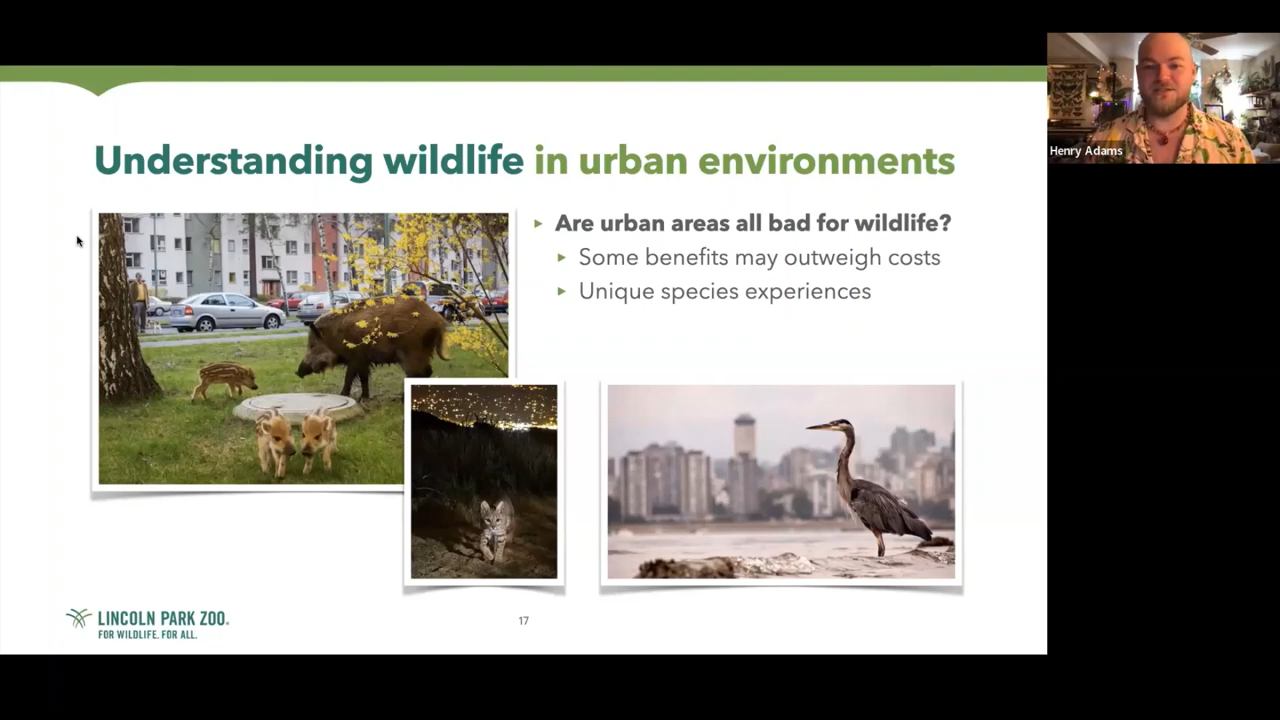 Understanding wildlife in urban environments
Are urban areas all bad for wildlife?
Some benefits may outweigh costs
Unique species experiences
LINCOLN PARK ZOO.
FOR WILDLIFE. FOR ALL.
17
Henry Adams